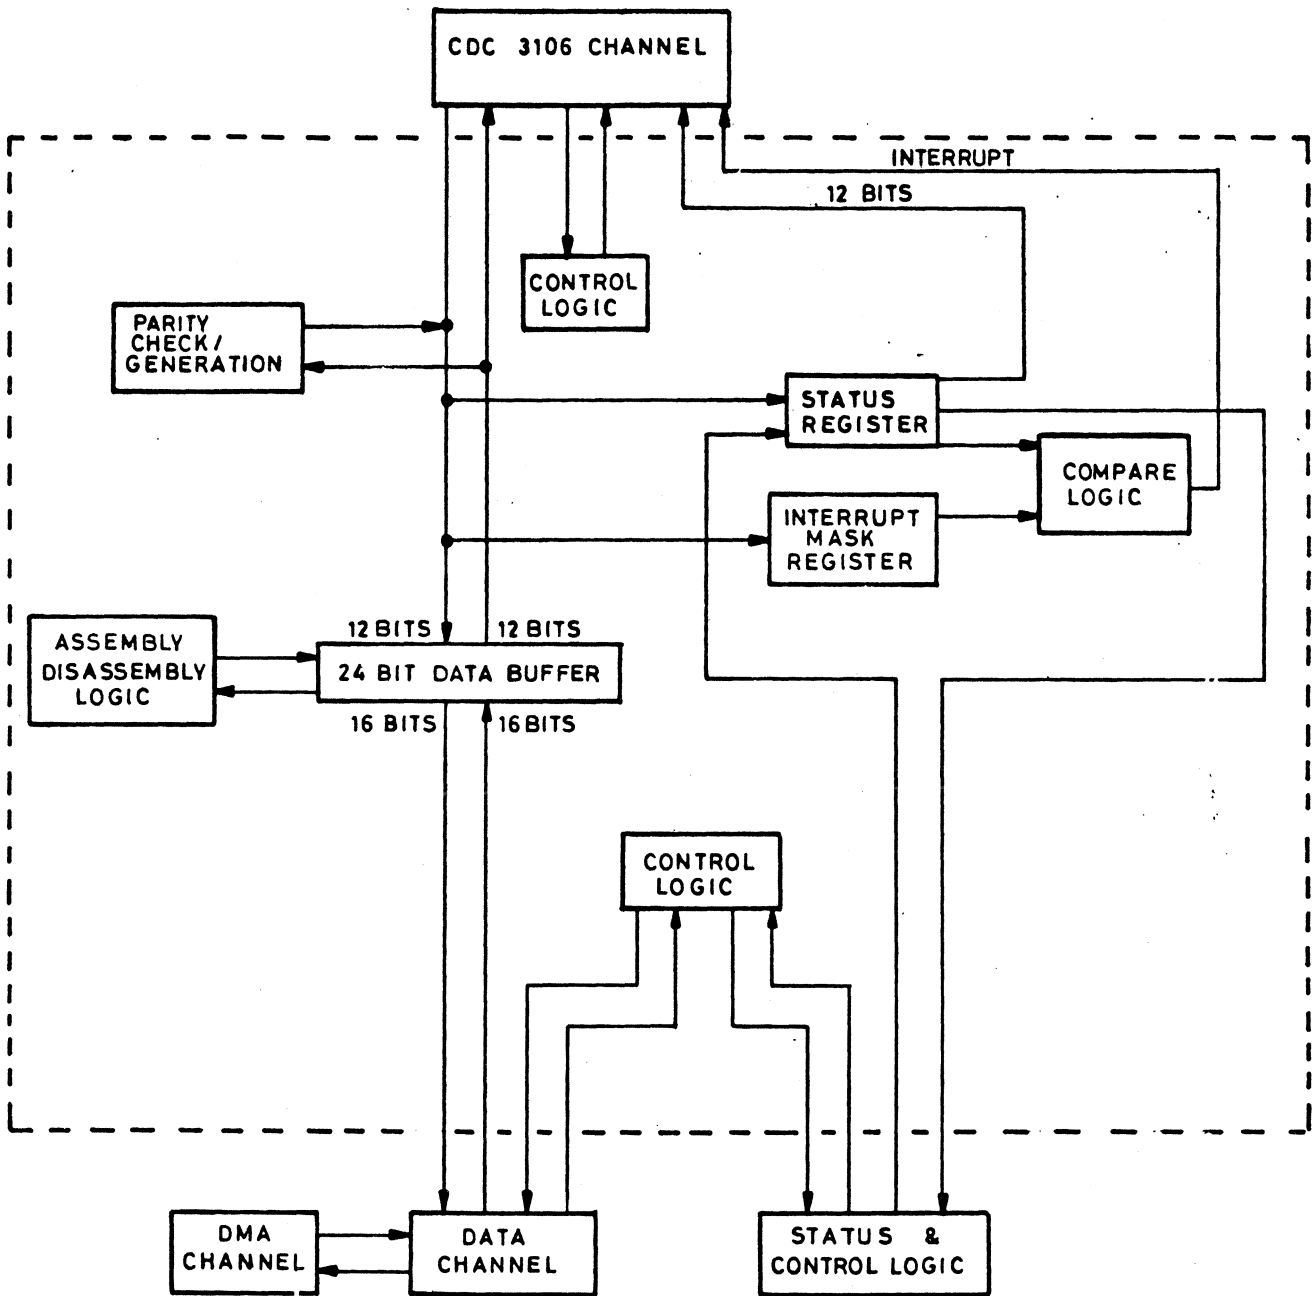 CDC 3106 CHANNEL
INTERRUPT
12 BITS
CONTROL
LOGIC
PARITY
CHECK/
GENERATION
STATUS
REGISTER
COMPARE
LOGIC
INTERRUPT
MASK
REGISTER
12 BITS
12 BITS
ASSEMBLY
DISASSEMBLY
LOGIC
24 BIT DATA BUFFER
16 BITS
16 BITS
CONTROL
LOGIC
DMA
CHANNEL
DATA
CHANNEL
STATUS &
CONTROL LOGIC